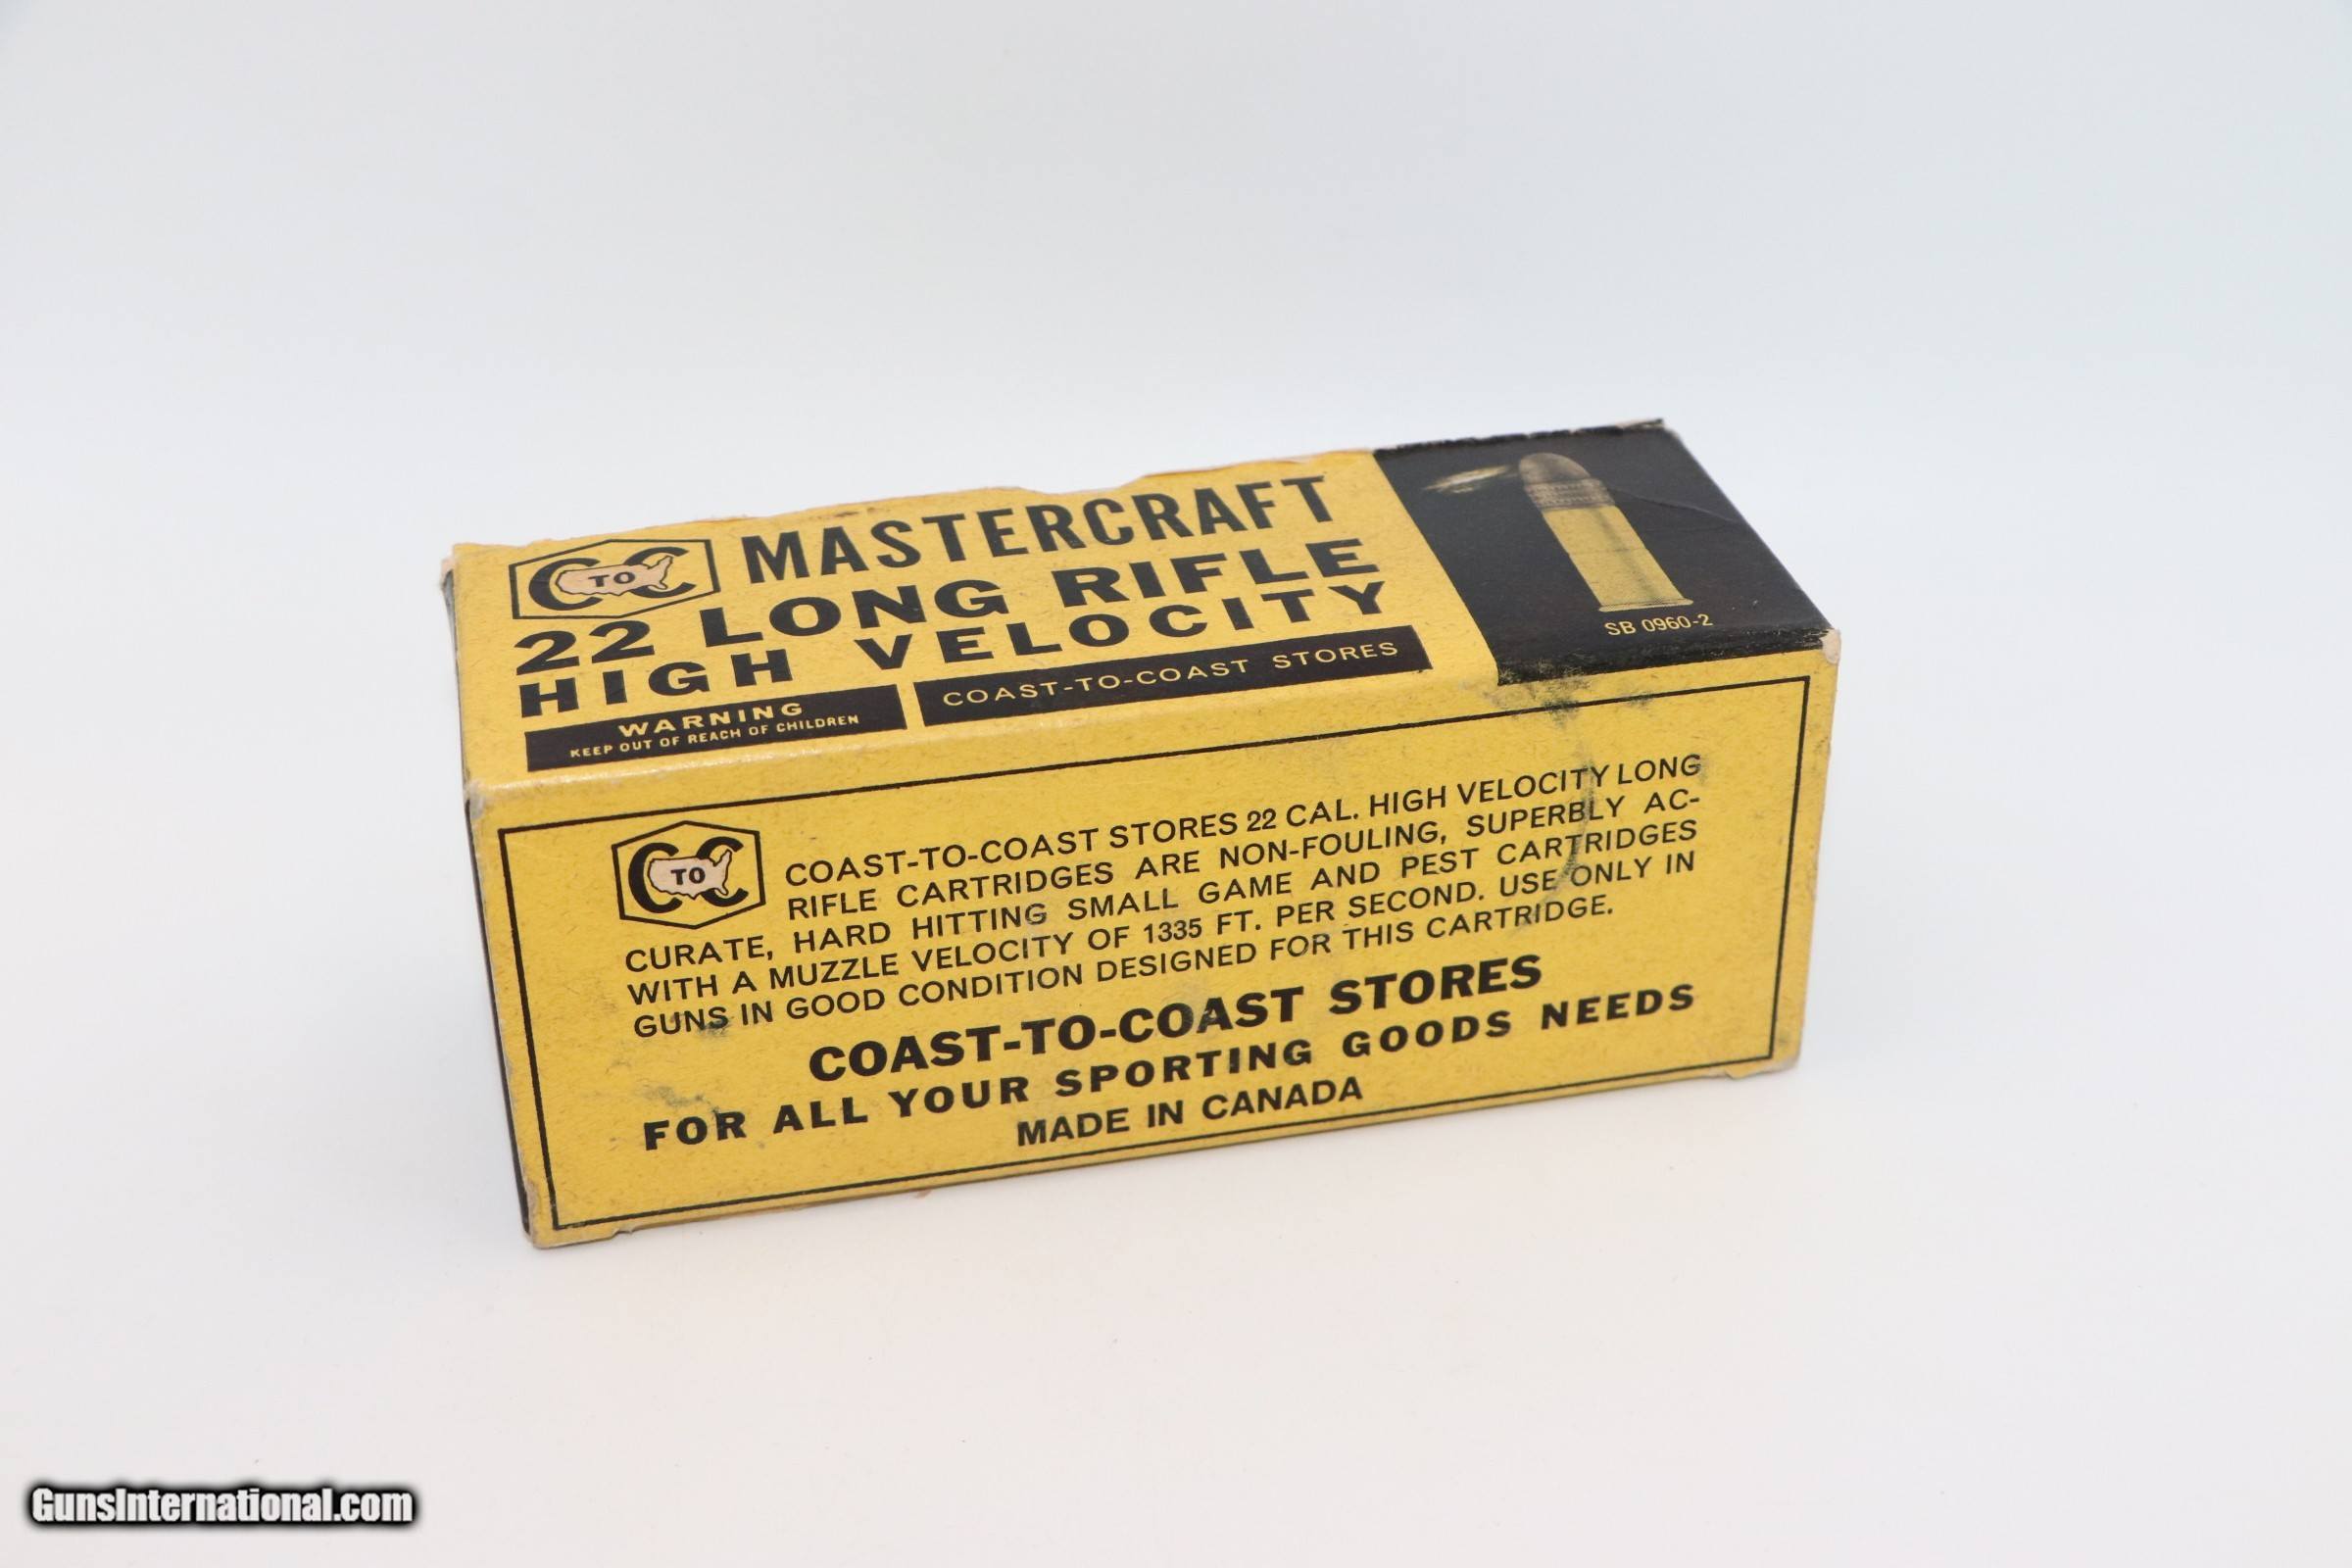 C TO C MASTERCRAFT
22 LONG RIFLE
HIGH VELOCITY
WARNING
KEEP OUT OF REACH OF CHILDREN
COAST-TO-COAST STORES
SB 0960-2
C TO C
COAST-TO-COAST STORES 22 CAL. HIGH VELOCITY LONG
RIFLE CARTRIDGES ARE NON-FOULING, SUPERBLY AC-
CURATE, HARD HITTING SMALL GAME AND PEST CARTRIDGES
WITH A MUZZLE VELOCITY OF 1335 FT. PER SECOND. USE ONLY IN
GUNS IN GOOD CONDITION DESIGNED FOR THIS CARTRIDGE.
COAST-TO-COAST STORES
FOR ALL YOUR SPORTING GOODS NEEDS
MADE IN CANADA
GunsInternational.com